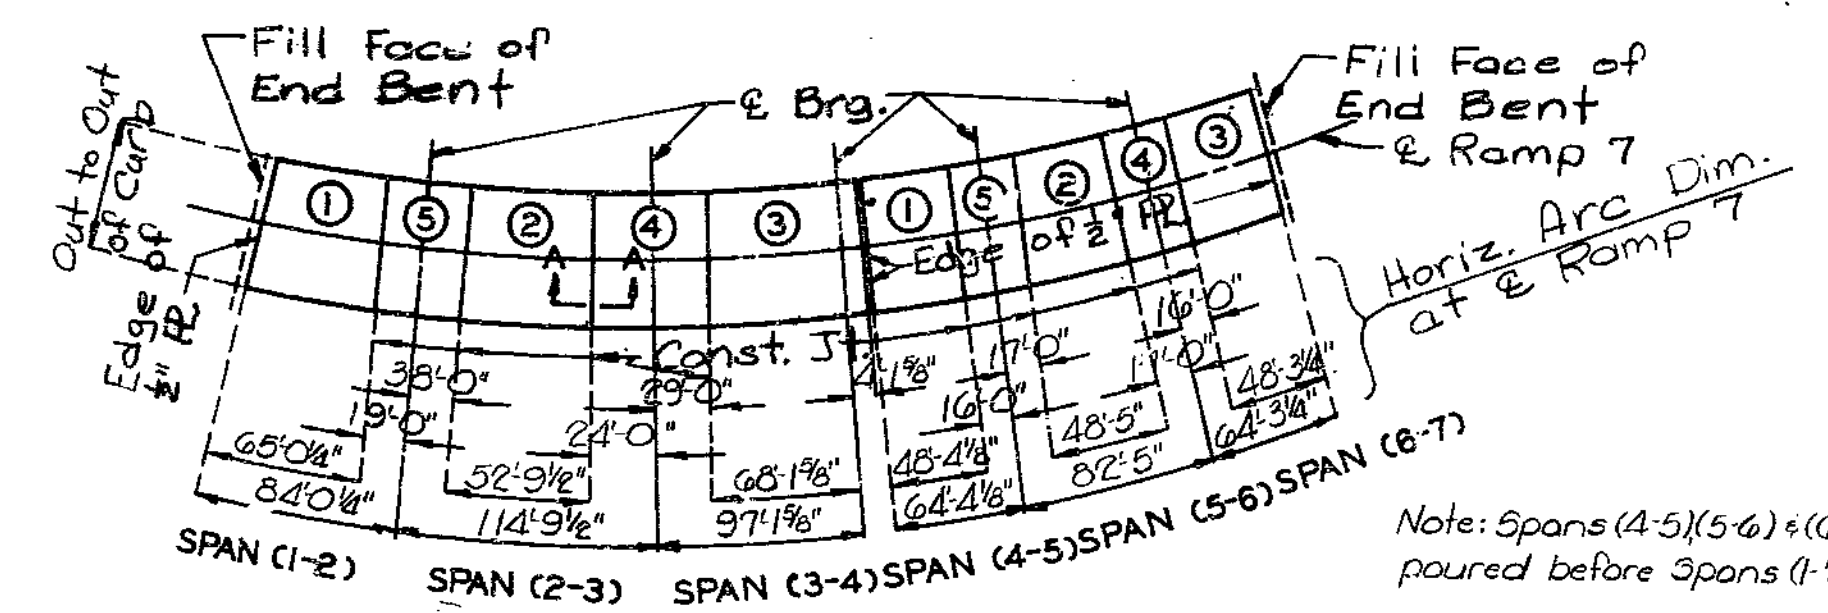 Fill Face of
End Bent
℄ Brg.
Fill Face of
End Bent
℄ Ramp 7
Out to Out
of Curb
Edge of
½" PL
① ⑤ ② ④ ③ ① ⑤ ② ④ ③
A A
Edge of ½" PL
Horiz. Arc Dim.
at ℄ Ramp 7
Const. Jt.
38'-0"
29'-0"
1⅝"
17'-0"
16'-0"
19'-0"
24'-0"
16'-0"
48'-3¼"
65'-0¼"
52'-9½"
68'-1⅝"
48'-4⅛"
48'-5"
64'-3¼"
84'-0¼"
114'-9½"
97'-1⅝"
64'-4⅛"
82'-5"
SPAN (1-2)
SPAN (2-3)
SPAN (3-4)
SPAN (4-5)
SPAN (5-6)
SPAN (6-7)
Note: Spans (4-5),(5-6) & (
poured before Spans (1-